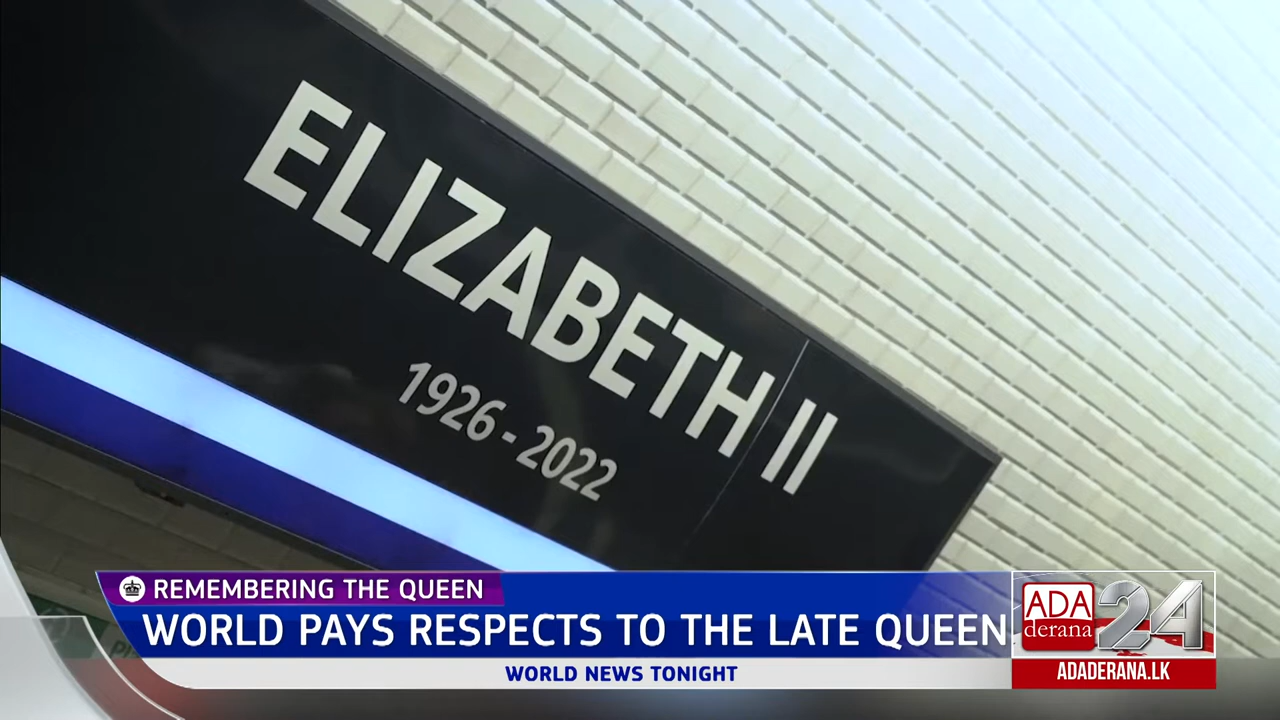 ELIZABETH II
1926 - 2022
REMEMBERING THE QUEEN
WORLD PAYS RESPECTS TO THE LATE QUEEN
WORLD NEWS TONIGHT
ADA
derana
24
ADADERANA.LK